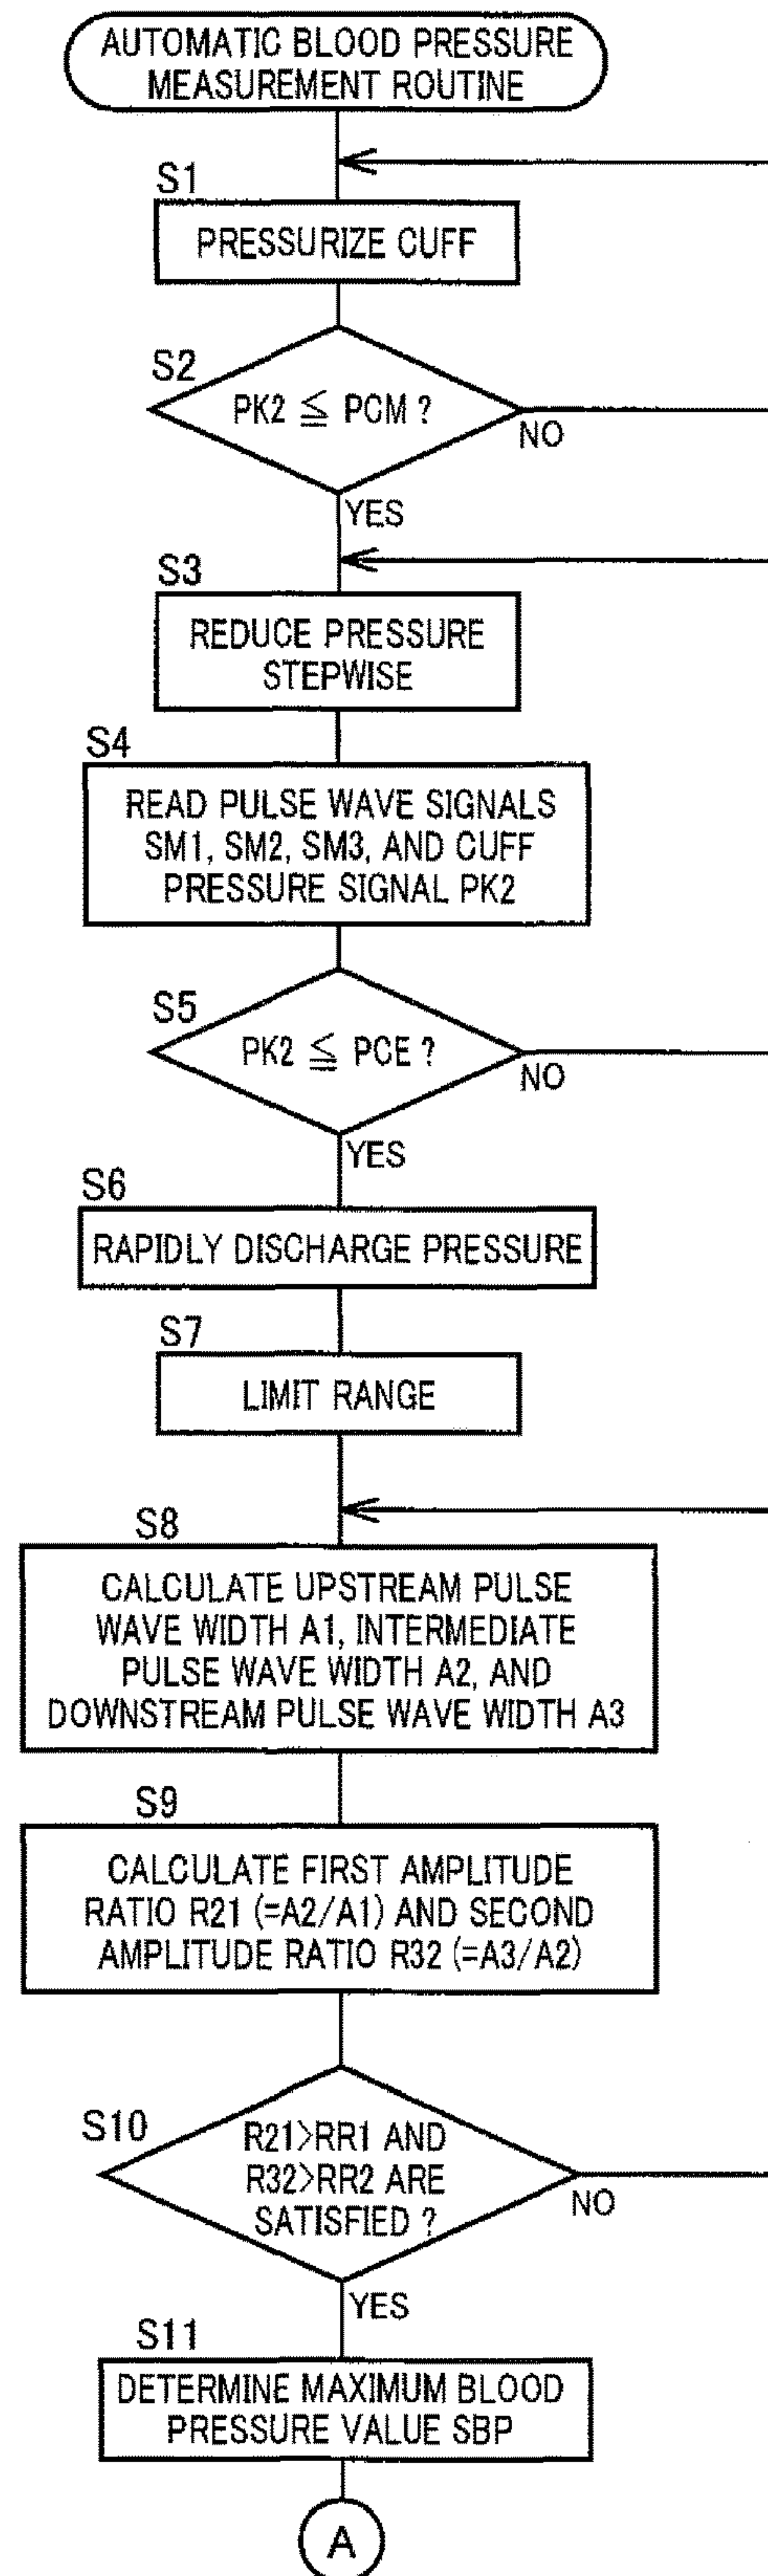 AUTOMATIC BLOOD PRESSURE
MEASUREMENT ROUTINE
S1
PRESSURIZE CUFF
S2
PK2 ≦ PCM ?
NO
YES
S3
REDUCE PRESSURE
STEPWISE
S4
READ PULSE WAVE SIGNALS
SM1, SM2, SM3, AND CUFF
PRESSURE SIGNAL PK2
S5
PK2 ≦ PCE ?
NO
YES
S6
RAPIDLY DISCHARGE PRESSURE
S7
LIMIT RANGE
S8
CALCULATE UPSTREAM PULSE
WAVE WIDTH A1, INTERMEDIATE
PULSE WAVE WIDTH A2, AND
DOWNSTREAM PULSE WAVE WIDTH A3
S9
CALCULATE FIRST AMPLITUDE
RATIO R21 (=A2/A1) AND SECOND
AMPLITUDE RATIO R32 (=A3/A2)
S10
R21>RR1 AND
R32>RR2 ARE
SATISFIED ?
NO
YES
S11
DETERMINE MAXIMUM BLOOD
PRESSURE VALUE SBP
A